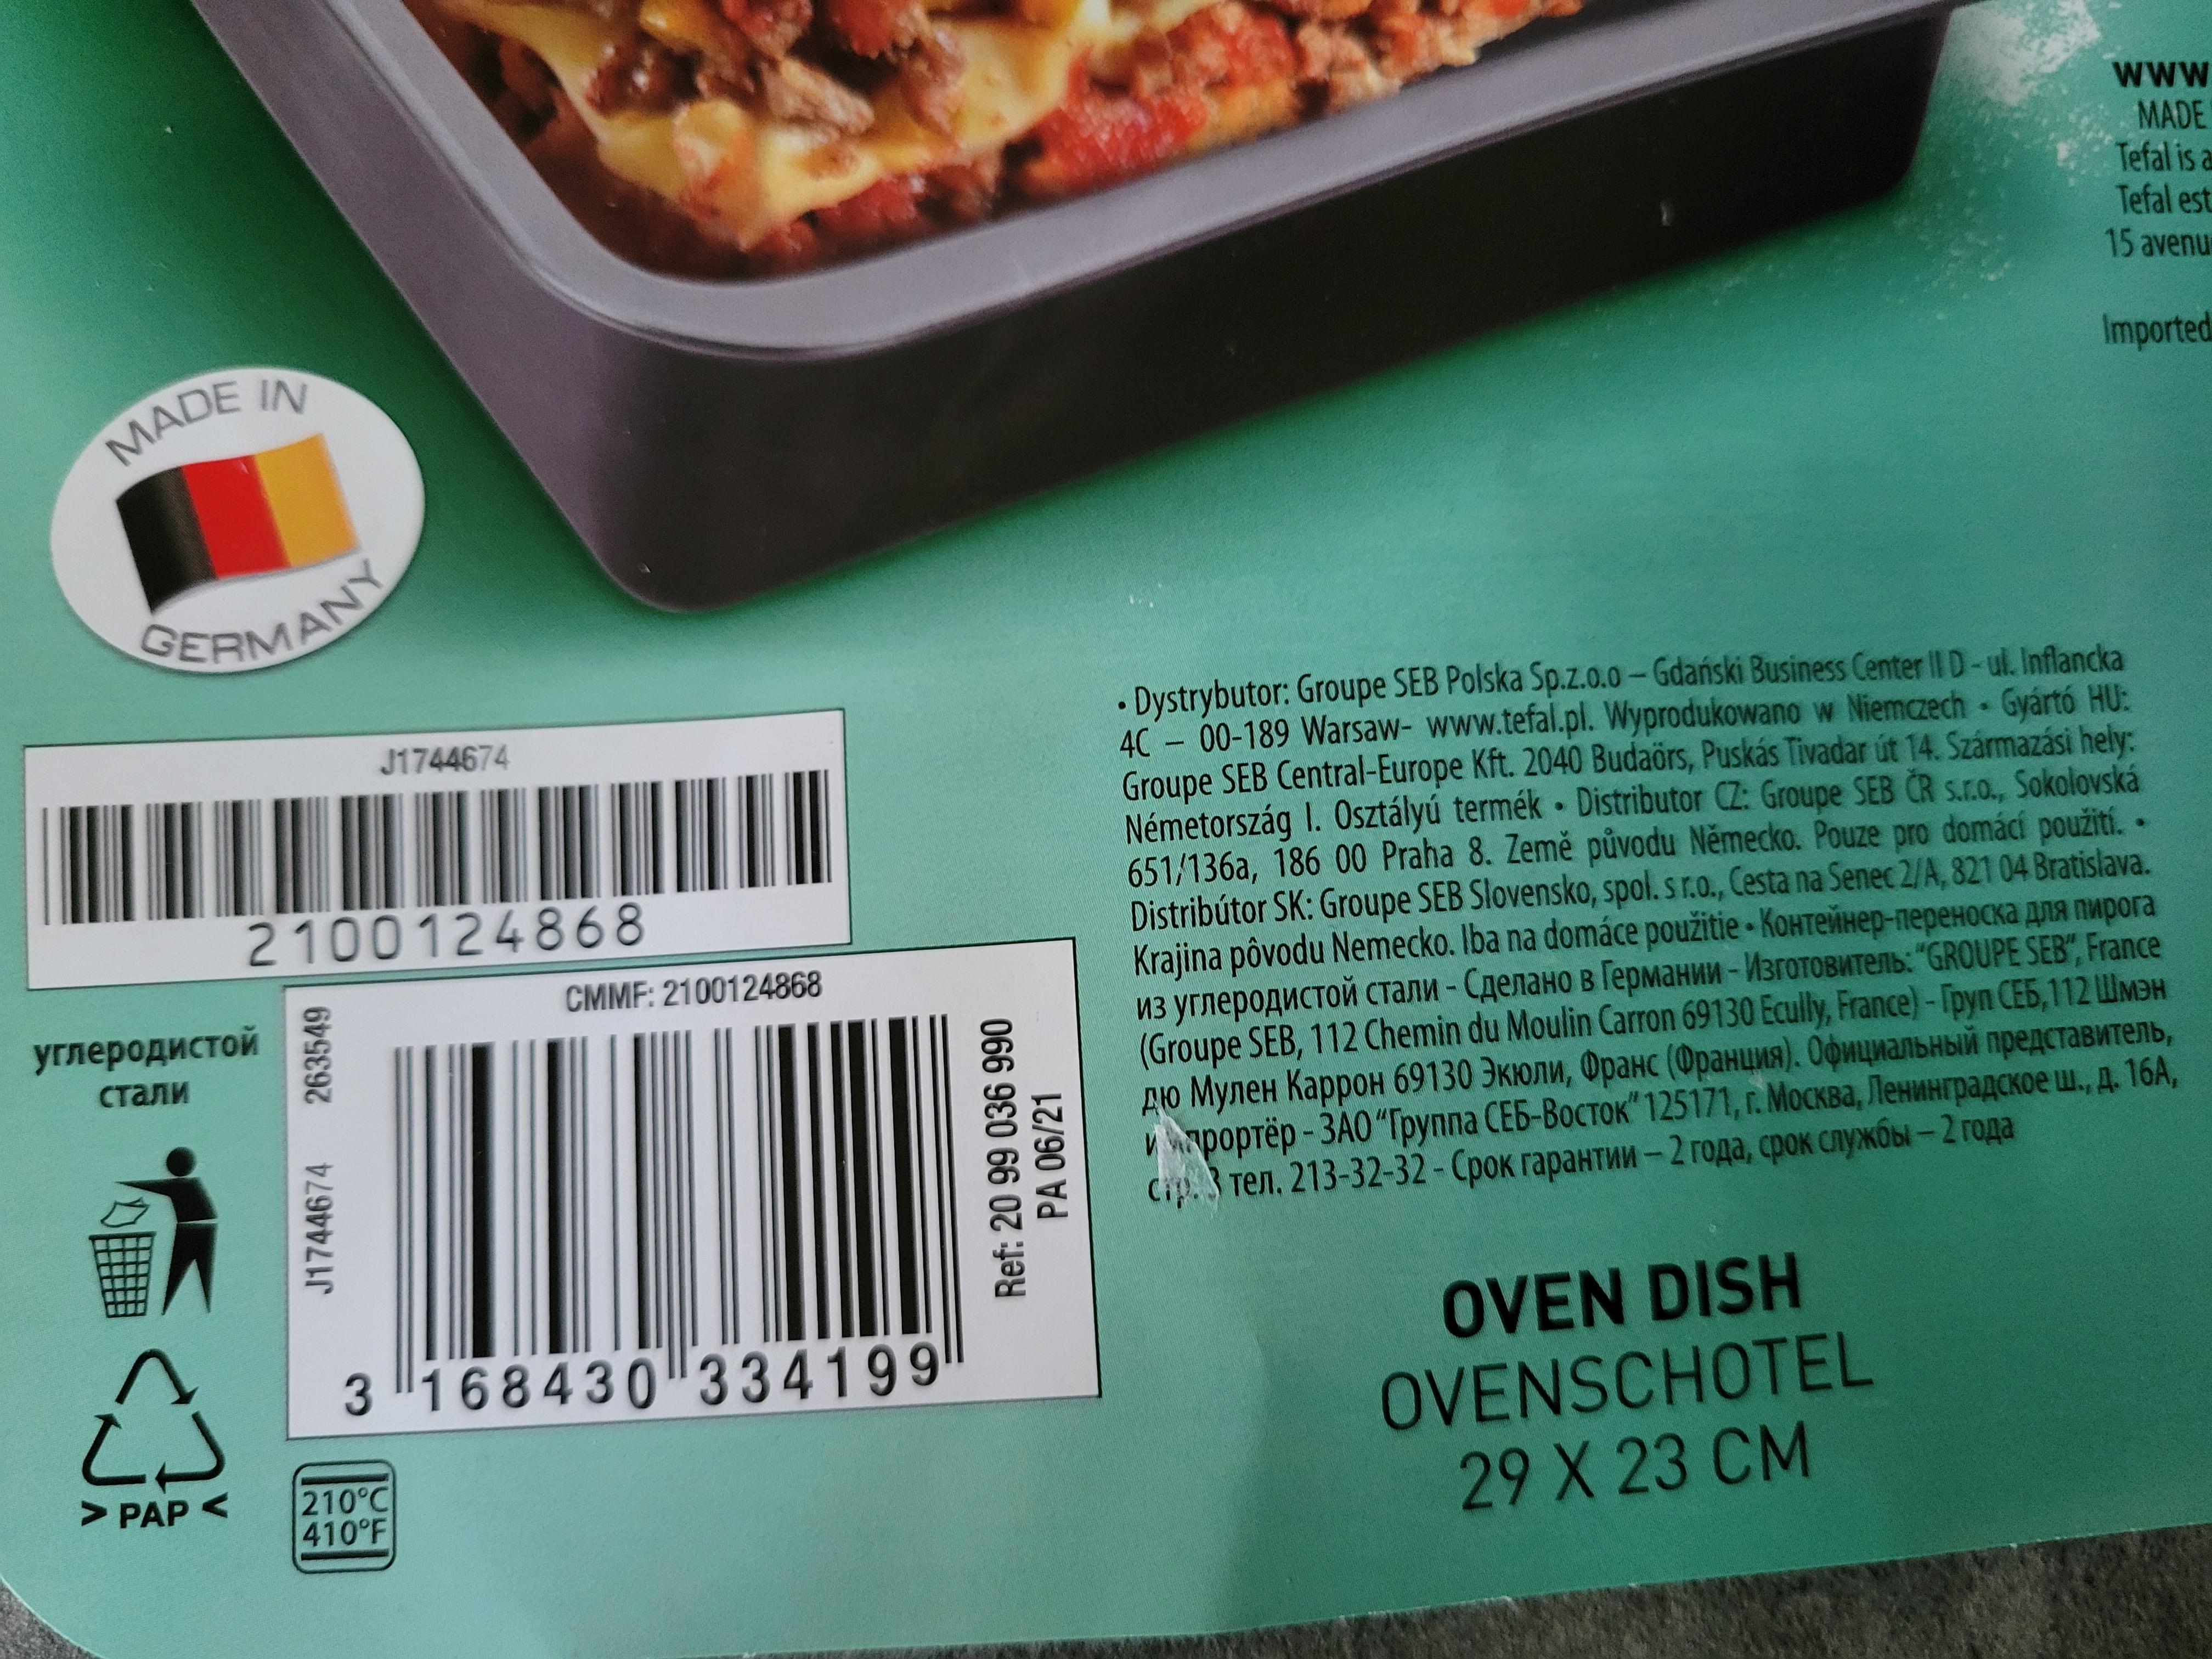 WWW
MADE
Tefal is a
Tefal est
15 avenu
Imported
MADE IN
GERMANY
J1744674
2100124868
• Dystrybutor: Groupe SEB Polska Sp.z.o.o – Gdański Business Center II D - ul. Inflancka
4C – 00-189 Warsaw- www.tefal.pl. Wyprodukowano w Niemczech • Gyártó HU:
Groupe SEB Central-Europe Kft. 2040 Budaörs, Puskás Tivadar út 14. Származási hely:
Németország I. Osztályú termék • Distributor CZ: Groupe SEB ČR s.r.o., Sokolovská
651/136a, 186 00 Praha 8. Země původu Německo. Pouze pro domácí použití. •
Distribútor SK: Groupe SEB Slovensko, spol. s r.o., Cesta na Senec 2/A, 821 04 Bratislava.
Krajina pôvodu Nemecko. Iba na domáce použitie • Контейнер-переноска для пирога
из углеродистой стали - Сделано в Германии - Изготовитель: "GROUPE SEB", France
(Groupe SEB, 112 Chemin du Moulin Carron 69130 Ecully, France) - Груп СЕБ, 112 Шмэн
дю Мулен Каррон 69130 Экюли, Франс (Франция). Официальный представитель,
ЗАО "Группа СЕБ-Восток" 125171, г. Москва, Ленинградское ш., д. 16А,
стр. 3 тел. 213-32-32 - Срок гарантии – 2 года, срок службы – 2 года
углеродистой
стали
CMMF: 2100124868
J1744674 263549
Ref: 20 99 036 990
PA 06/21
3 168430 334199
> PAP <
210°C
410°F
OVEN DISH
OVENSCHOTEL
29 X 23 CM